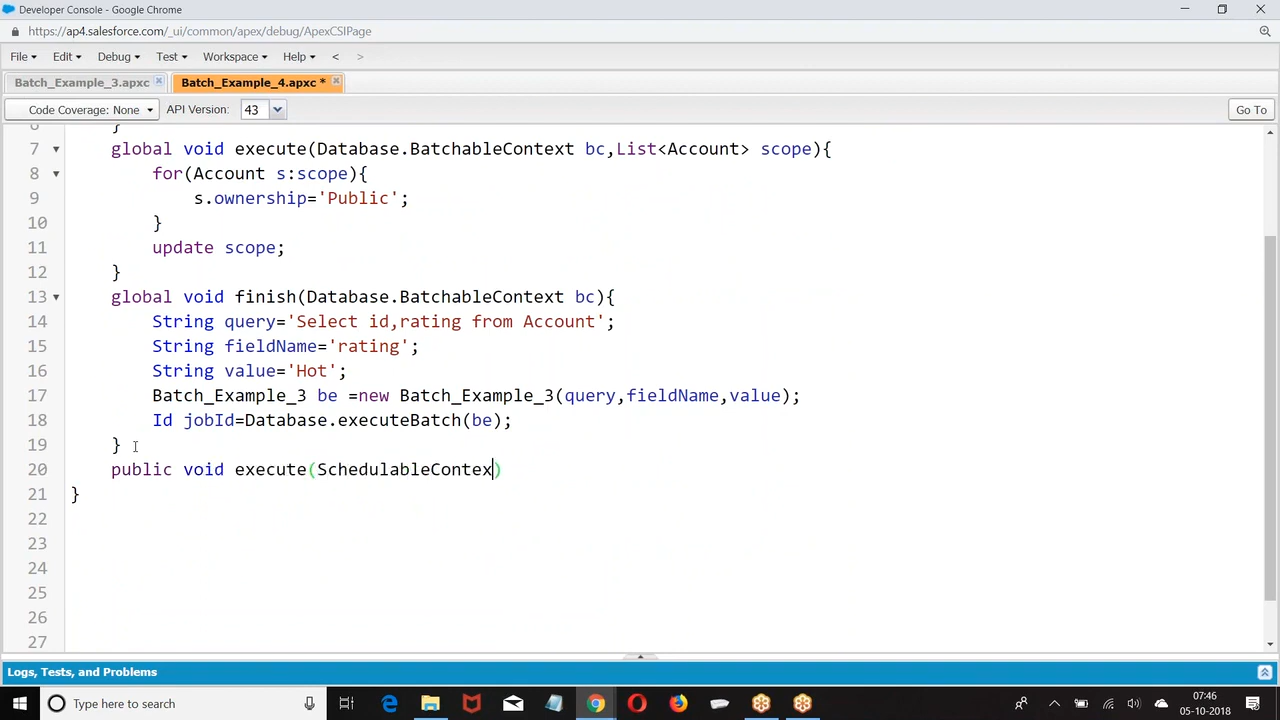 Developer Console - Google Chrome
https://ap4.salesforce.com/_ui/common/apex/debug/ApexCSIPage
File Edit Debug Test Workspace Help < >
Batch_Example_3.apxc Batch_Example_4.apxc *
Code Coverage: None API Version: 43 Go To
6 }
7 global void execute(Database.BatchableContext bc,List<Account> scope){
8 for(Account s:scope){
9 s.ownership='Public';
10 }
11 update scope;
12 }
13 global void finish(Database.BatchableContext bc){
14 String query='Select id,rating from Account';
15 String fieldName='rating';
16 String value='Hot';
17 Batch_Example_3 be =new Batch_Example_3(query,fieldName,value);
18 Id jobId=Database.executeBatch(be);
19 }
20 public void execute(SchedulableContex)
21 }
22
23
24
25
26
27
Logs, Tests, and Problems
Type here to search
07:46
05-10-2018